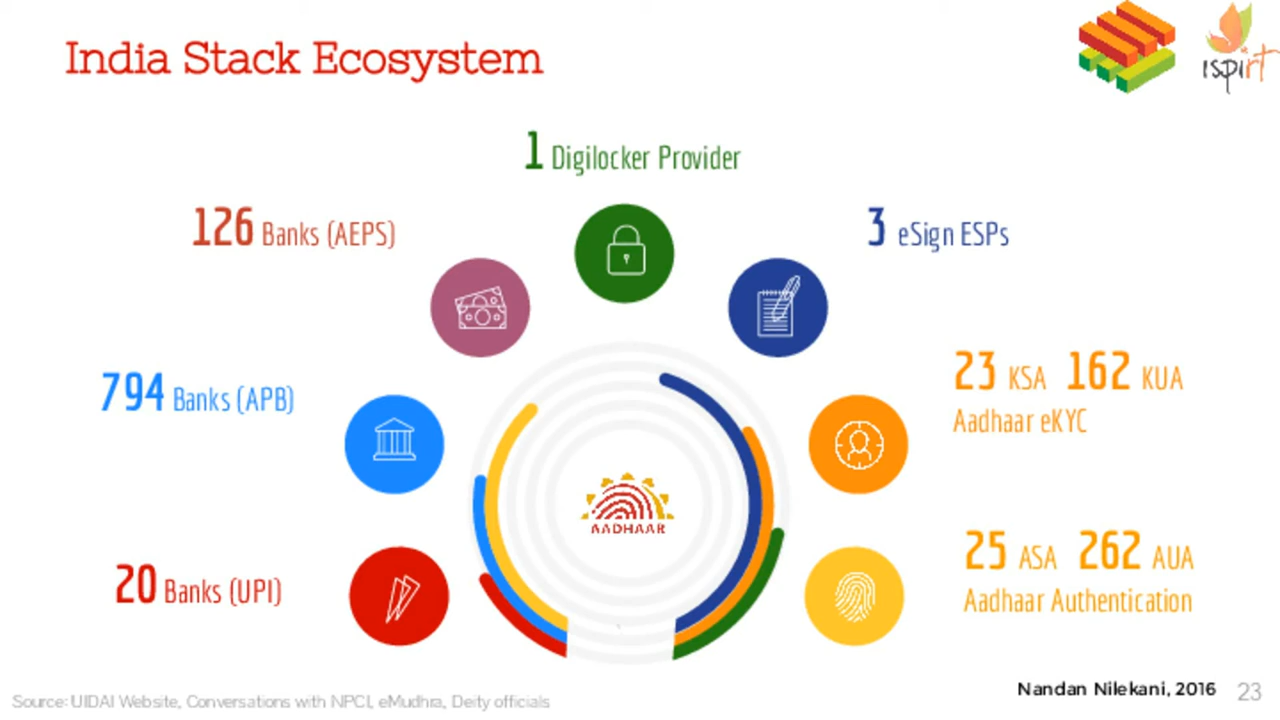 India Stack Ecosystem
ıspirt
1 Digilocker Provider
126 Banks (AEPS)
3 eSign ESPs
794 Banks (APB)
23 KSA 162 KUA
Aadhaar eKYC
AADHAAR
20 Banks (UPI)
25 ASA 262 AUA
Aadhaar Authentication
Source: UIDAI Website, Conversations with NPCI, eMudhra, Deity officials
Nandan Nilekani, 2016 23